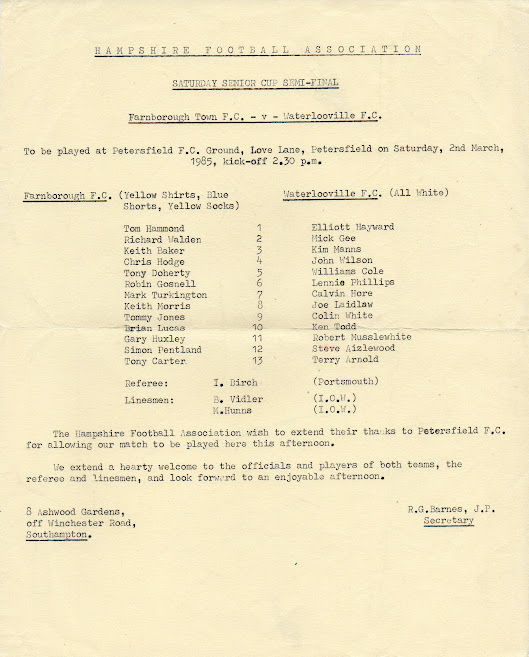 HAMPSHIRE FOOTBALL ASSOCIATION
SATURDAY SENIOR CUP SEMI-FINAL
Farnborough Town F.C. - v - Waterlooville F.C.
To be played at Petersfield F.C. Ground, Love Lane, Petersfield on Saturday, 2nd March,
1985, kick-off 2.30 p.m.
Farnborough F.C. (Yellow Shirts, Blue Waterlooville F.C. (All White)
Shorts, Yellow Socks)
Tom Hammond 1 Elliott Hayward
Richard Walden 2 Mick Gee
Keith Baker 3 Kim Manns
Chris Hodge 4 John Wilson
Tony Doherty 5 Williams Cole
Robin Gosnell 6 Lennie Phillips
Mark Turkington 7 Calvin Hore
Keith Morris 8 Joe Laidlaw
Tommy Jones 9 Colin White
Brian Lucas 10 Ken Todd
Gary Huxley 11 Robert Musslewhite
Simon Pentland 12 Steve Aizlewood
Tony Carter 13 Terry Arnold
Referee: I. Birch (Portsmouth)
Linesmen: B. Vidler (I.O.W.)
M.Hunns (I.O.W.)
The Hampshire Football Association wish to extend their thanks to Petersfield F.C.
for allowing our match to be played here this afternoon.
We extend a hearty welcome to the officials and players of both teams, the
referee and linesmen, and look forward to an enjoyable afternoon.
8 Ashwood Gardens, R.G.Barnes, J.P.
off Winchester Road, Secretary
Southampton.